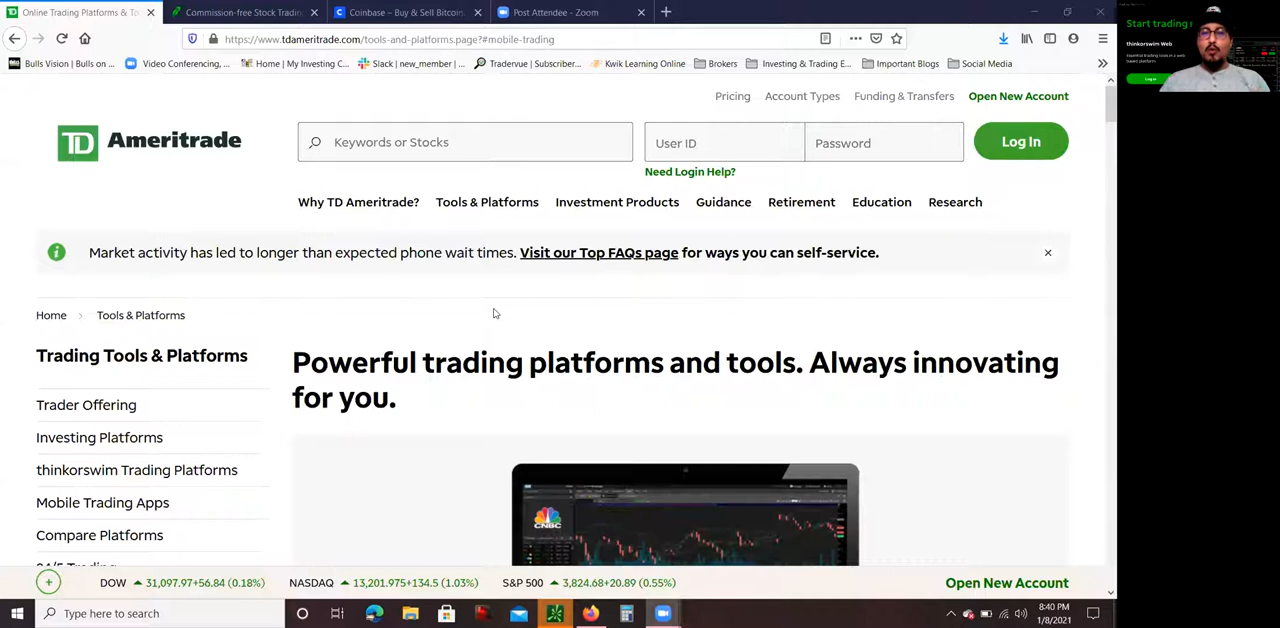 Online Trading Platforms & To
Commission-free Stock Trading
Coinbase – Buy & Sell Bitcoin,
Post Attendee - Zoom
https://www.tdameritrade.com/tools-and-platforms.page?#mobile-trading
Bulls Vision | Bulls on ...
Video Conferencing, ...
Home | My Investing C...
Slack | new_member | ...
TradeVue | Subscriber...
Kwik Learning Online
Brokers
Investing & Trading E...
Important Blogs
Social Media
Start trading
thinkorswim Web
Log in
Pricing
Account Types
Funding & Transfers
Open New Account
TD Ameritrade
Keywords or Stocks
User ID
Password
Log In
Need Login Help?
Why TD Ameritrade?
Tools & Platforms
Investment Products
Guidance
Retirement
Education
Research
Market activity has led to longer than expected phone wait times. Visit our Top FAQs page for ways you can self-service.
Home
Tools & Platforms
Trading Tools & Platforms
Trader Offering
Investing Platforms
thinkorswim Trading Platforms
Mobile Trading Apps
Compare Platforms
Powerful trading platforms and tools. Always innovating
for you.
CNBC
DOW 31,097.97+56.84 (0.18%)
NASDAQ 13,201.975+134.5 (1.03%)
S&P 500 3,824.68+20.89 (0.55%)
Open New Account
Type here to search
8:40 PM
1/8/2021